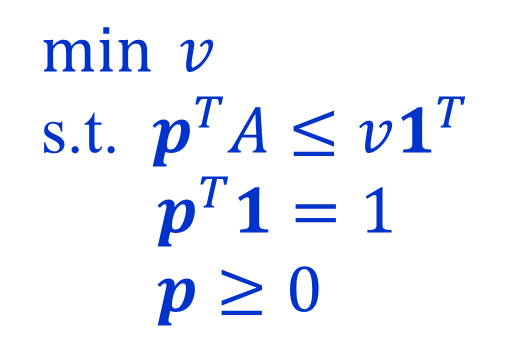 min v
s.t. pᵀA ≤ v1ᵀ
pᵀ1 = 1
p ≥ 0